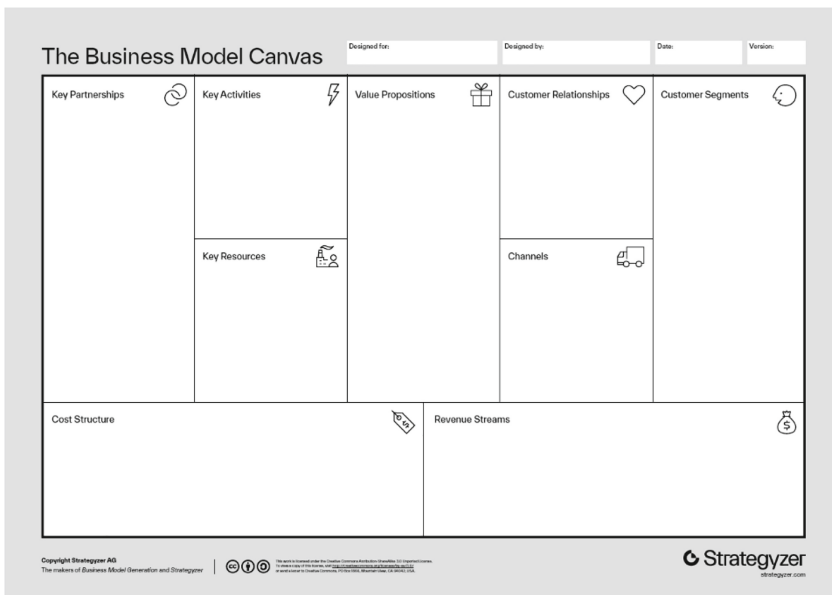 The Business Model Canvas
Designed for:
Designed by:
Date:
Version:
Key Partnerships
Key Activities
Value Propositions
Customer Relationships
Customer Segments
Key Resources
Channels
Cost Structure
Revenue Streams
Copyright Strategyzer AG
The makers of Business Model Generation and Strategyzer
Strategyzer
strategyzer.com